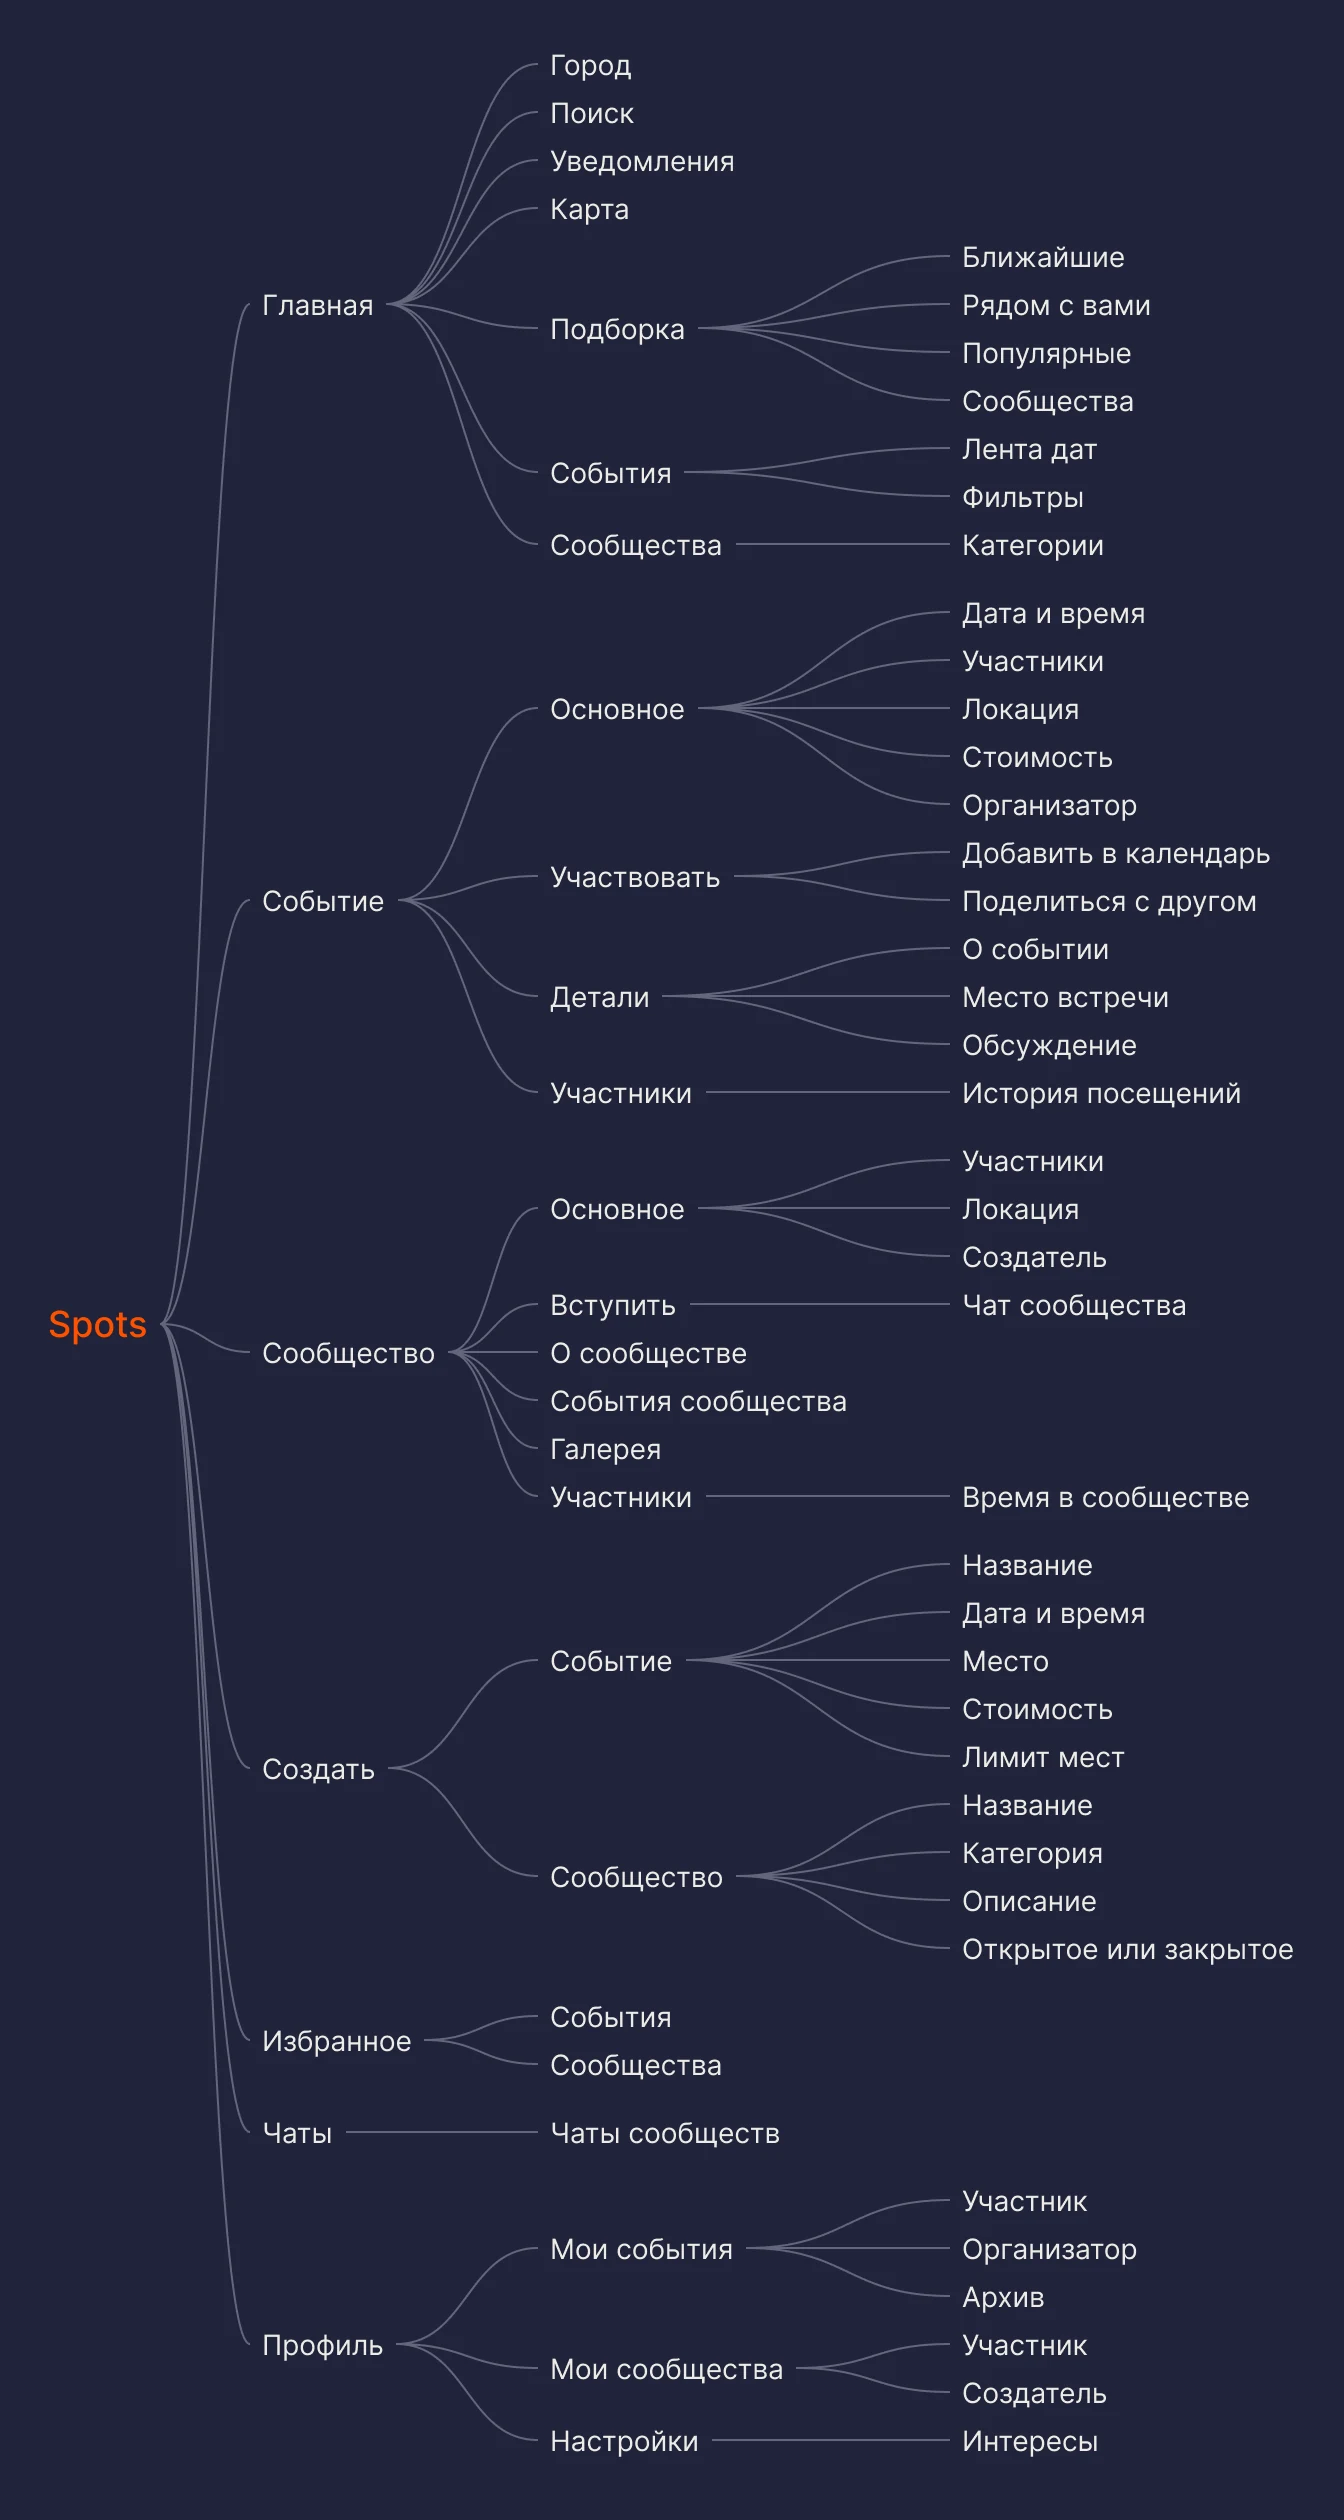 Spots
Главная
Город
Поиск
Уведомления
Карта
Подборка
Ближайшие
Рядом с вами
Популярные
Сообщества
События
Лента дат
Фильтры
Сообщества
Категории
Событие
Основное
Дата и время
Участники
Локация
Стоимость
Организатор
Участвовать
Добавить в календарь
Поделиться с другом
Детали
О событии
Место встречи
Обсуждение
Участники
История посещений
Сообщество
Основное
Участники
Локация
Создатель
Вступить
Чат сообщества
О сообществе
События сообщества
Галерея
Участники
Время в сообществе
Создать
Событие
Название
Дата и время
Место
Стоимость
Лимит мест
Сообщество
Название
Категория
Описание
Открытое или закрытое
Избранное
События
Сообщества
Чаты
Чаты сообществ
Профиль
Мои события
Участник
Организатор
Архив
Мои сообщества
Участник
Создатель
Настройки
Интересы